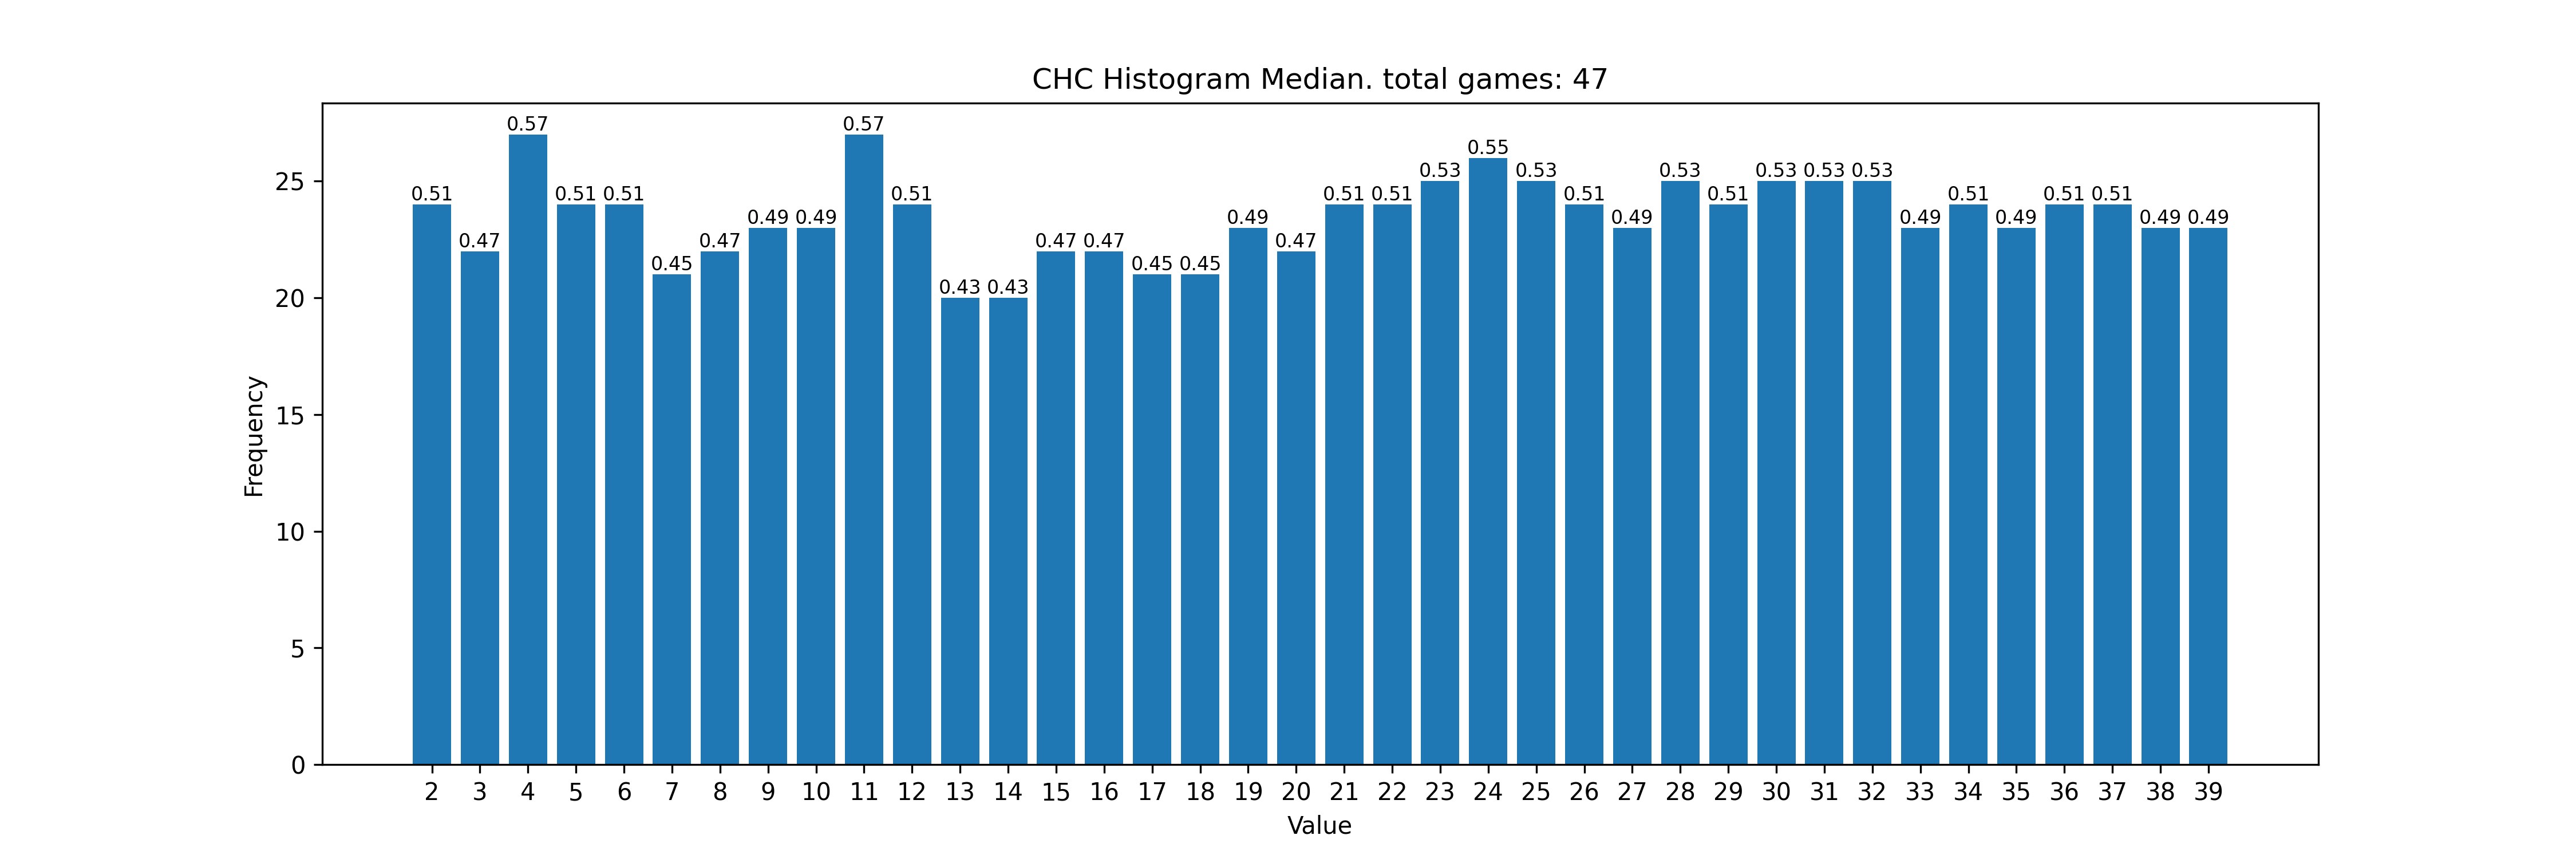 CHC Histogram Median. total games: 47
0.57 0.57
0.55
0.53 0.53 0.53 0.53 0.53 0.53
25
0.51 0.51 0.51 0.51 0.51 0.51 0.51 0.51 0.51 0.51 0.51
0.49 0.49 0.49 0.49 0.49 0.49 0.49 0.49
0.47 0.47 0.47 0.47 0.47
0.45 0.45 0.45
20
0.43 0.43
15
Frequency
10
5
0
2 3 4 5 6 7 8 9 10 11 12 13 14 15 16 17 18 19 20 21 22 23 24 25 26 27 28 29 30 31 32 33 34 35 36 37 38 39
Value